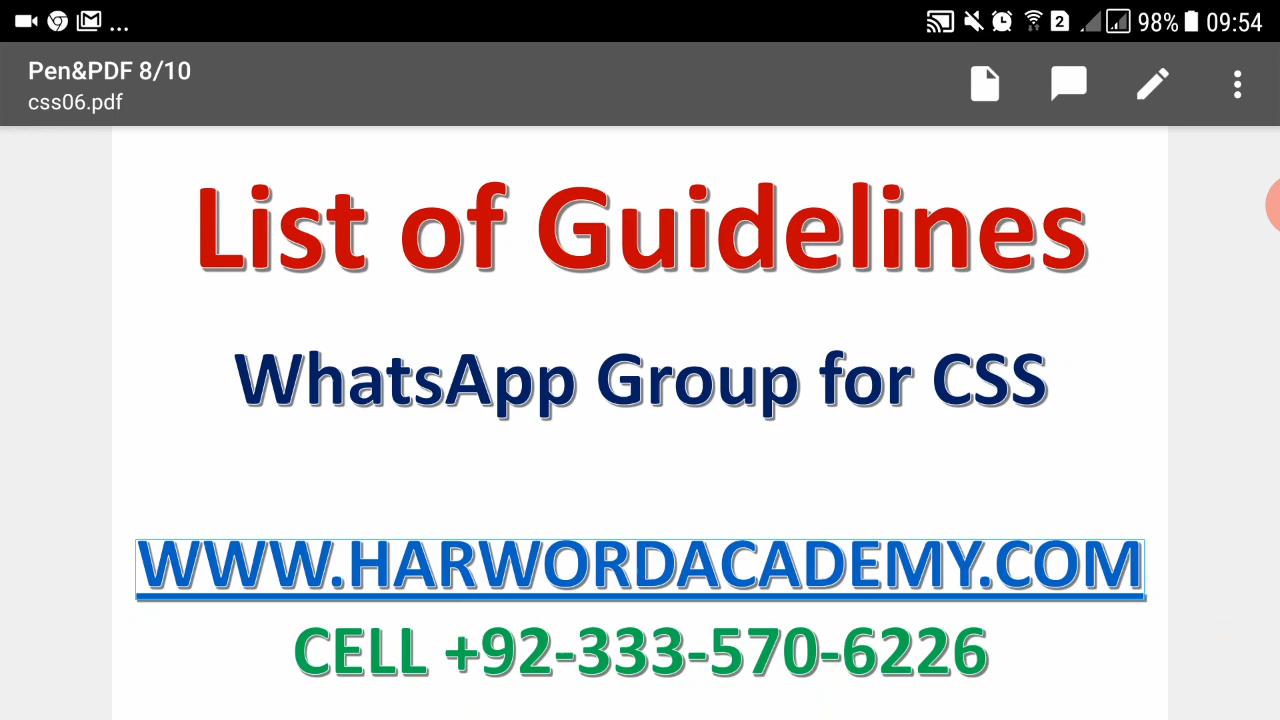 ... 2 98% 09:54
Pen&PDF 8/10
css06.pdf
List of Guidelines
WhatsApp Group for CSS
WWW.HARWORDACADEMY.COM
CELL +92-333-570-6226